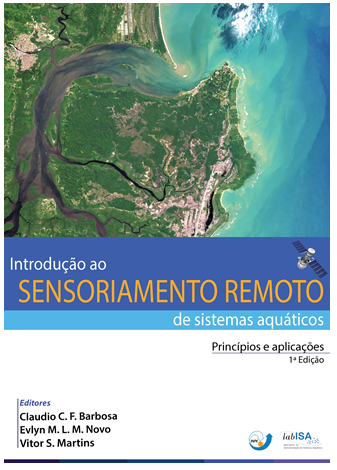 Introdução ao
SENSORIAMENTO REMOTO
de sistemas aquáticos
Princípios e aplicações
1ª Edição
Editores
Claudio C. F. Barbosa
Evlyn M. L. M. Novo
Vitor S. Martins
labISA